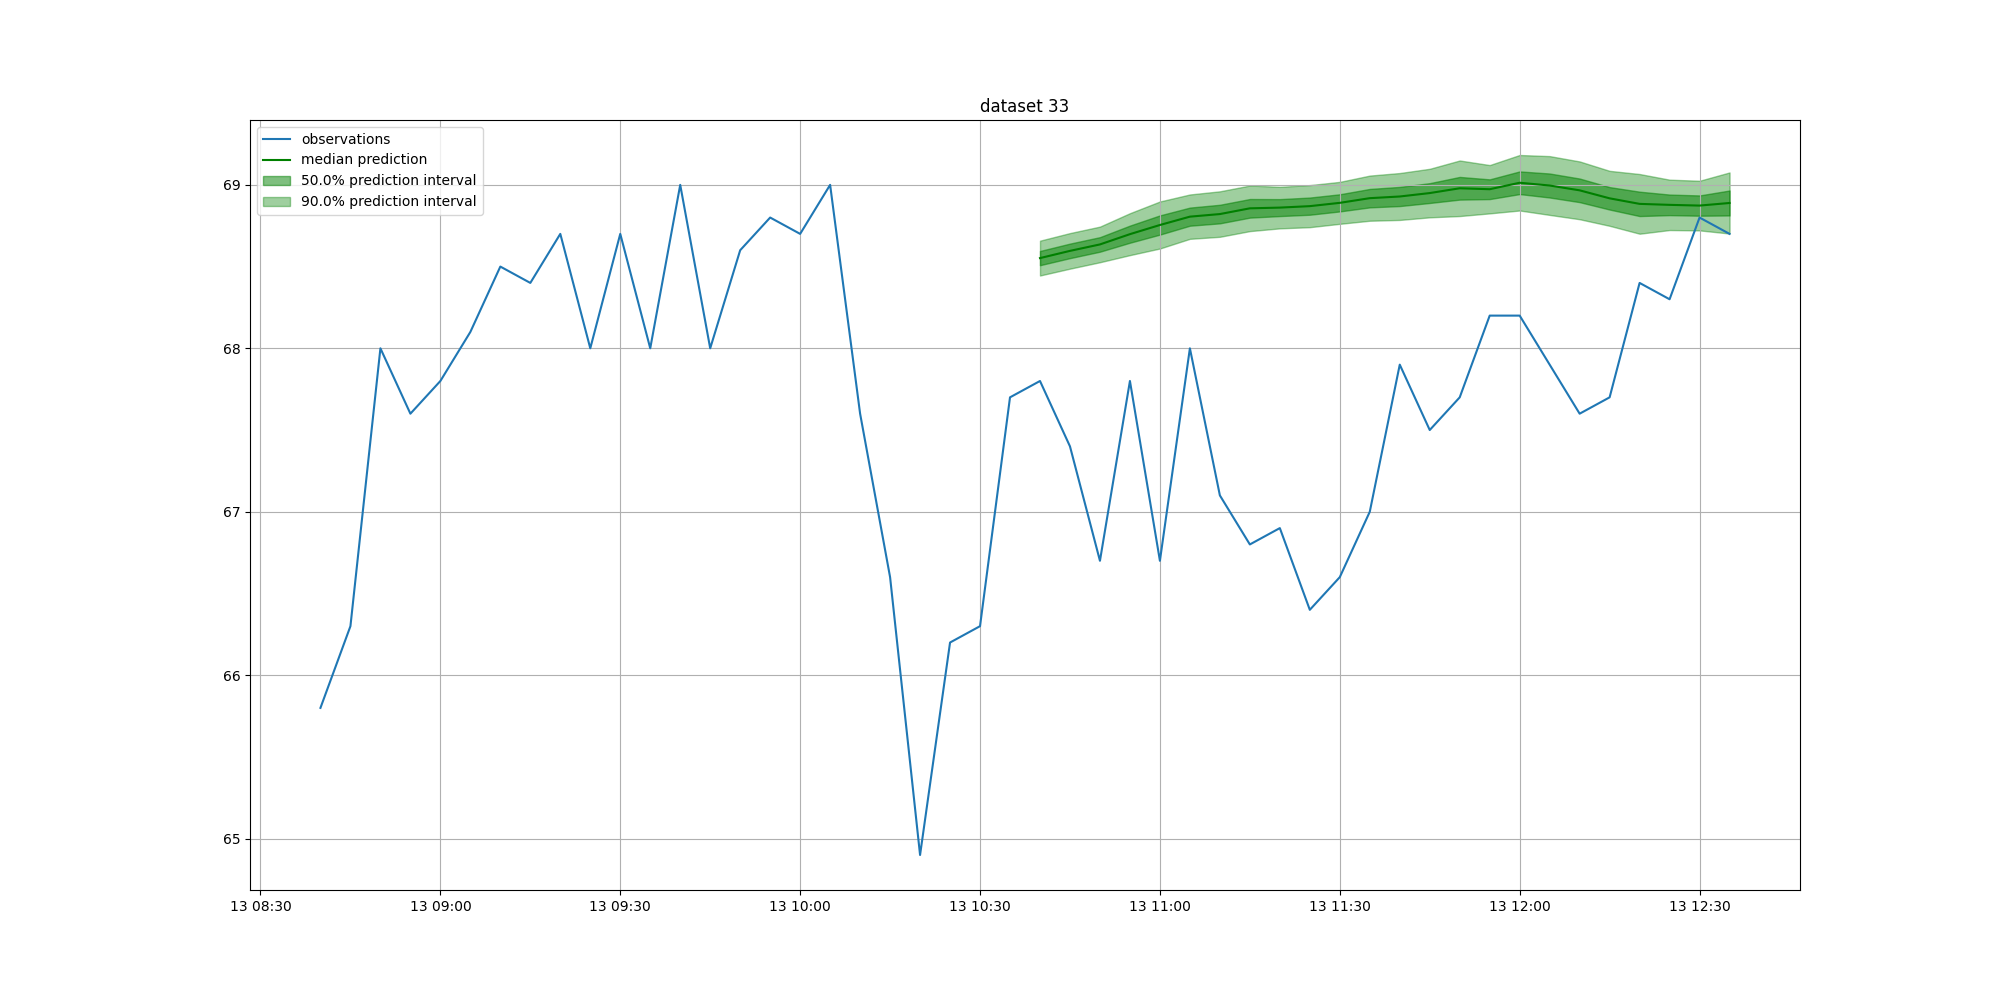 dataset 33
observations
median prediction
50.0% prediction interval
90.0% prediction interval
69
68
67
66
65
13 08:30
13 09:00
13 09:30
13 10:00
13 10:30
13 11:00
13 11:30
13 12:00
13 12:30